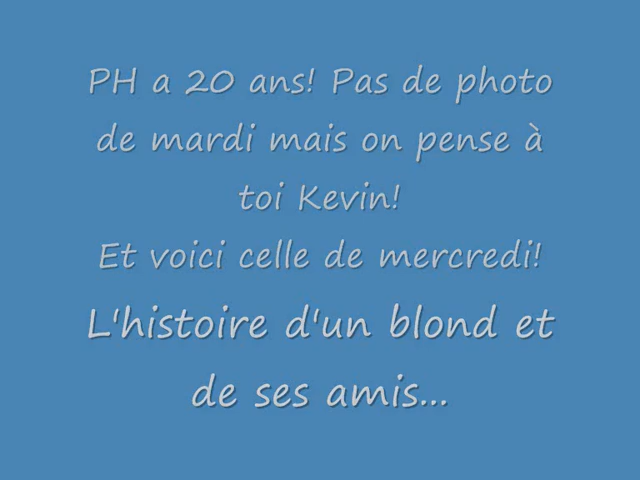 PH a 20 ans! Pas de photo
de mardi mais on pense à
toi Kevin!
Et voici celle de mercredi!
L'histoire d'un blond et
de ses amis...